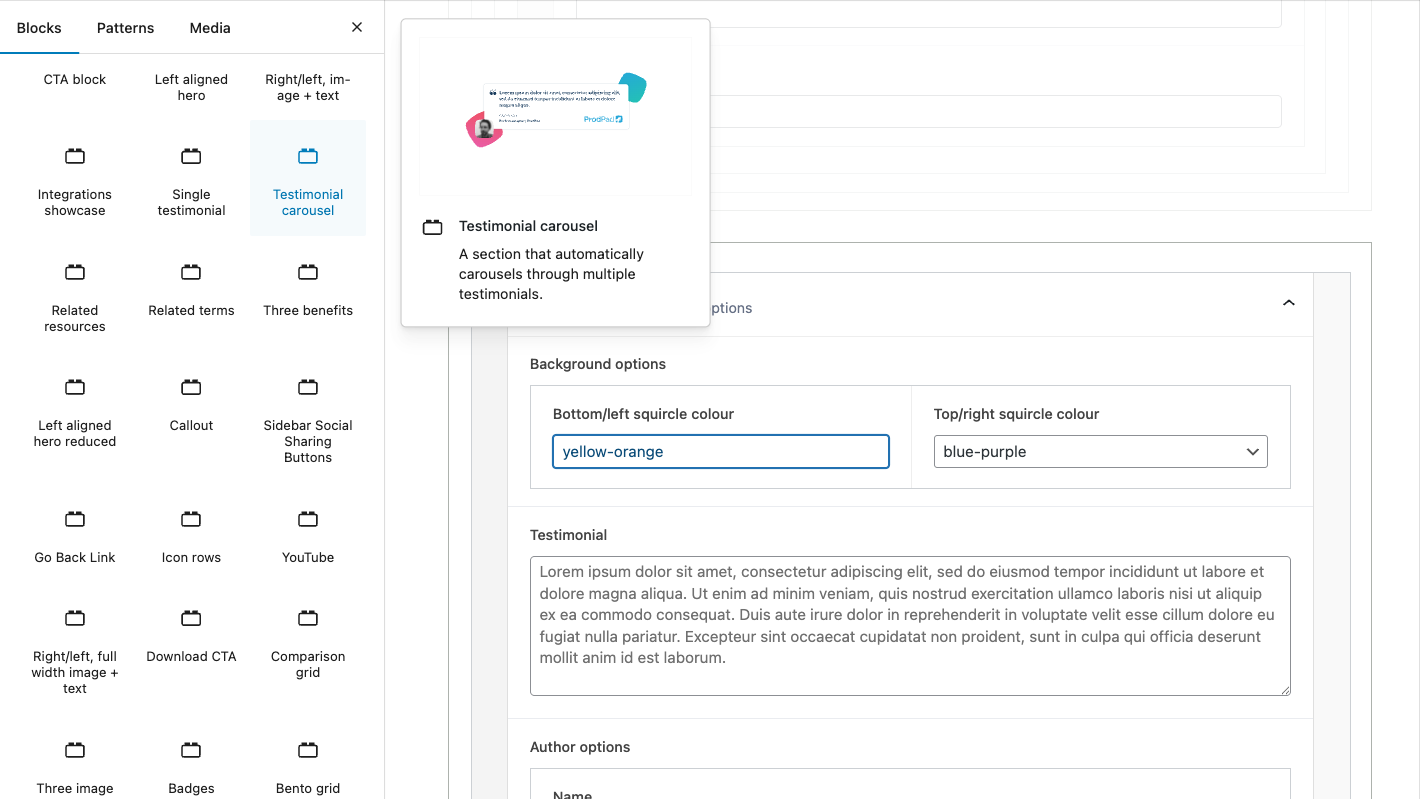 Blocks
Patterns
Media
CTA block
Left aligned
hero
Right/left, im-
age + text
Integrations
showcase
Single
testimonial
Testimonial
carousel
Related
resources
Related terms
Three benefits
Left aligned
hero reduced
Callout
Sidebar Social
Sharing
Buttons
Go Back Link
Icon rows
YouTube
Right/left, full
width image +
text
Download CTA
Comparison
grid
Three image
Badges
Bento grid
ProdPad
Testimonial carousel
A section that automatically
carousels through multiple
testimonials.
ptions
Background options
Bottom/left squircle colour
Top/right squircle colour
yellow-orange
blue-purple
Testimonial
Lorem ipsum dolor sit amet, consectetur adipiscing elit, sed do eiusmod tempor incididunt ut labore et
dolore magna aliqua. Ut enim ad minim veniam, quis nostrud exercitation ullamco laboris nisi ut aliquip
ex ea commodo consequat. Duis aute irure dolor in reprehenderit in voluptate velit esse cillum dolore eu
fugiat nulla pariatur. Excepteur sint occaecat cupidatat non proident, sunt in culpa qui officia deserunt
mollit anim id est laborum.
Author options
Name